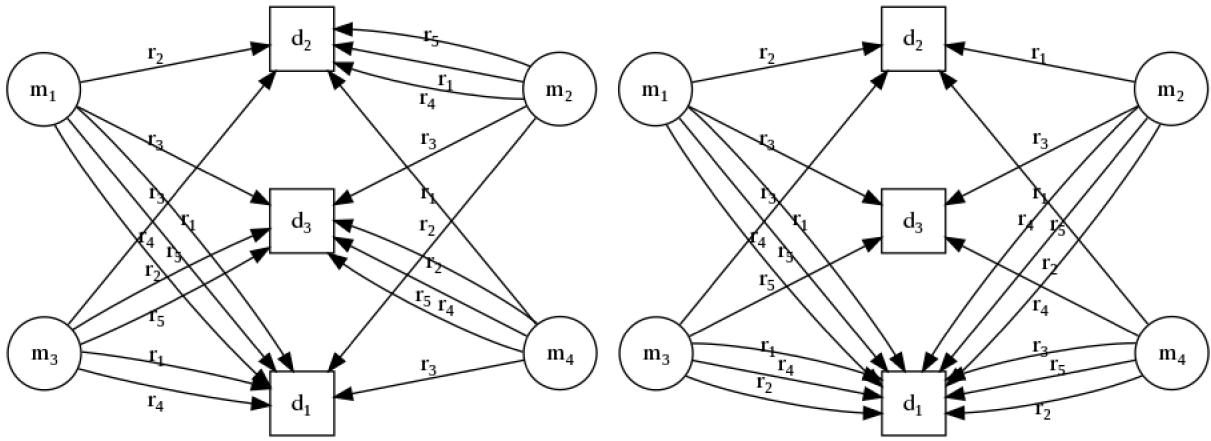 d₂
r₅
r₂
m₁
r₁
m₂
r₄
r₃
r₃
d₃
r₃
r₁
r₁
r₂
r₄
r₅
r₂
r₂
r₅
r₄
r₅
m₃
r₁
m₄
r₃
r₄
d₁
d₂
r₂
r₁
m₁
m₂
r₃
r₃
d₃
r₃
r₁
r₁
r₄
r₅
r₄
r₅
r₂
r₅
r₄
m₃
r₁
r₃
m₄
r₄
r₅
r₂
r₂
d₁